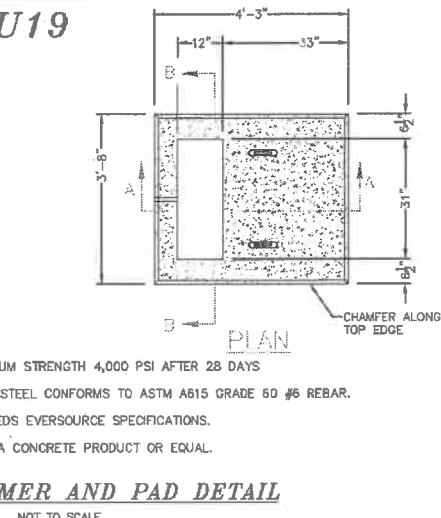 U19
4'-3"
12"
33"
B
6½"
3'-8"
A
A
31"
6½"
B
CHAMFER ALONG
TOP EDGE
PLAN
UM STRENGTH 4,000 PSI AFTER 28 DAYS
STEEL CONFORMS TO ASTM A615 GRADE 60 #6 REBAR.
EDS EVERSOURCE SPECIFICATIONS.
A CONCRETE PRODUCT OR EQUAL.
MER AND PAD DETAIL
NOT TO SCALE